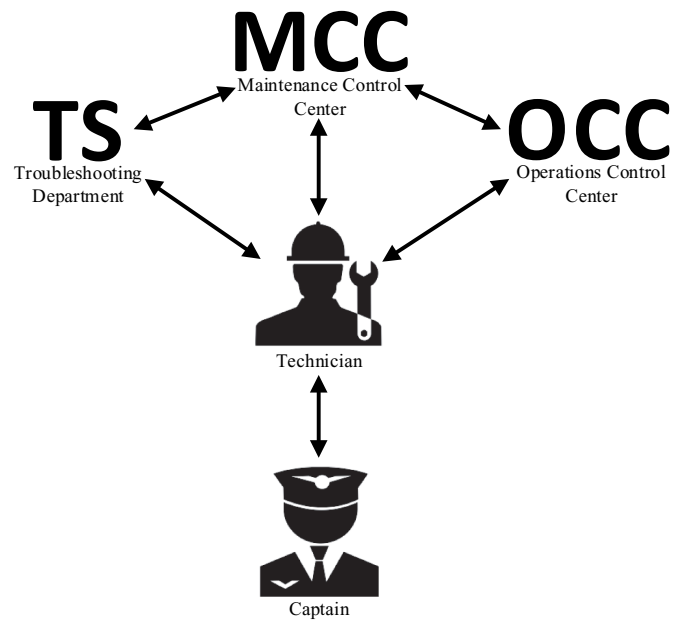 MCC
Maintenance Control
Center
TS
Troubleshooting
Department
OCC
Operations Control
Center
Technician
Captain